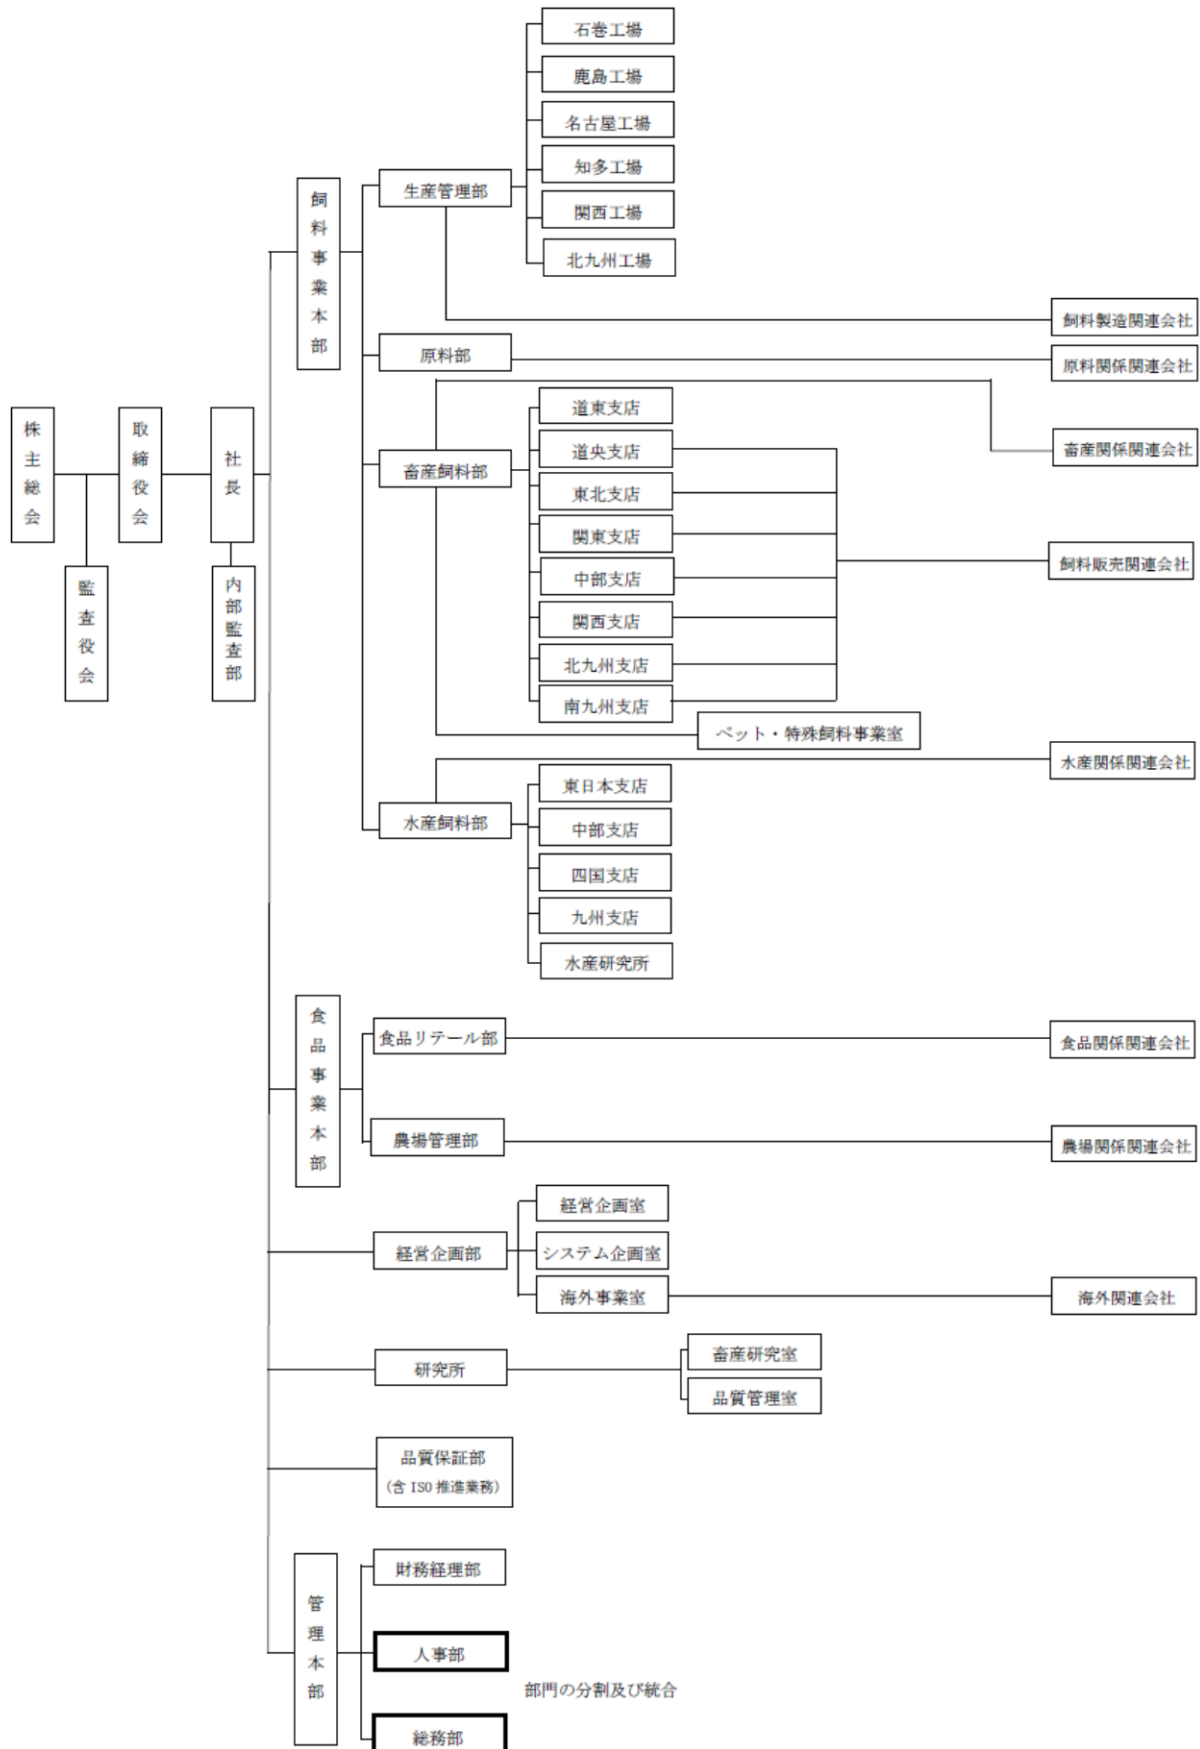 株主総会
監査役会
取締役会
社長
内部監査部
飼料事業本部
生産管理部
石巻工場
鹿島工場
名古屋工場
知多工場
関西工場
北九州工場
飼料製造関連会社
原料部
原料関係関連会社
畜産飼料部
畜産関係関連会社
道東支店
道央支店
東北支店
関東支店
中部支店
関西支店
北九州支店
南九州支店
飼料販売関連会社
ペット・特殊飼料事業室
水産飼料部
水産関係関連会社
東日本支店
中部支店
四国支店
九州支店
水産研究所
食品事業本部
食品リテール部
食品関係関連会社
農場管理部
農場関係関連会社
経営企画部
経営企画室
システム企画室
海外事業室
海外関連会社
研究所
畜産研究室
品質管理室
品質保証部
(含 ISO 推進業務)
管理本部
財務経理部
人事部
部門の分割及び統合
総務部